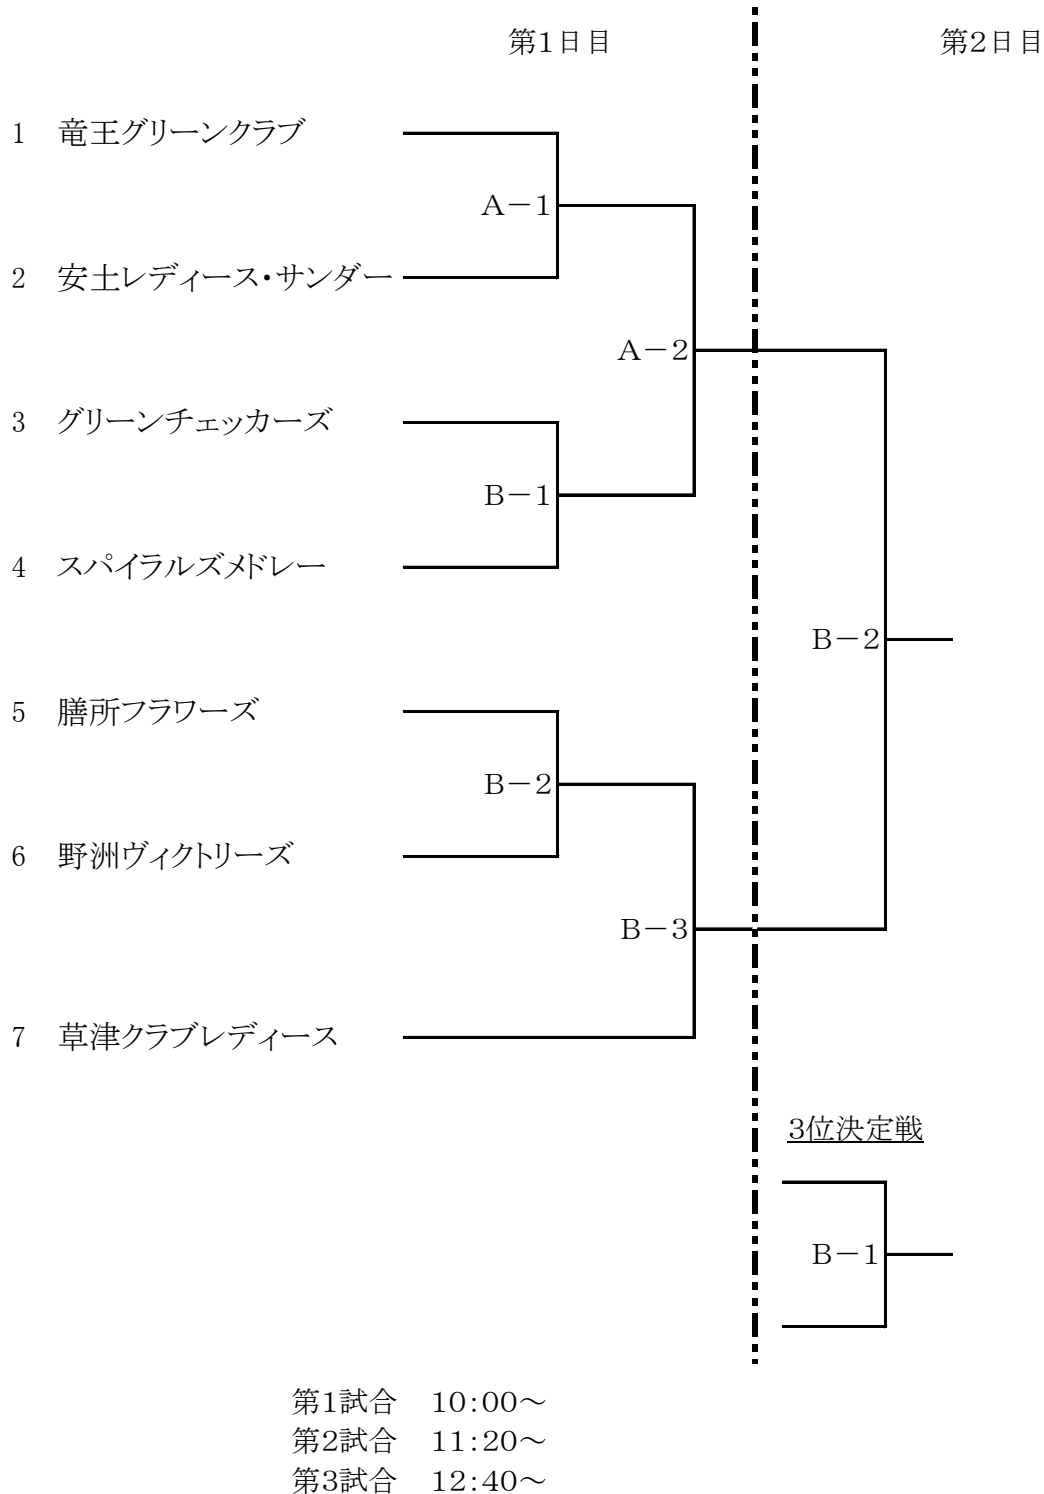 第1日目 第2日目
1 竜王グリーンクラブ
A－1
2 安土レディース・サンダー
A－2
3 グリーンチェッカーズ
B－1
4 スパイラルズメドレー
B－2
5 膳所フラワーズ
B－2
6 野洲ヴィクトリーズ
B－3
7 草津クラブレディース
3位決定戦
B－1
第1試合 10:00～
第2試合 11:20～
第3試合 12:40～